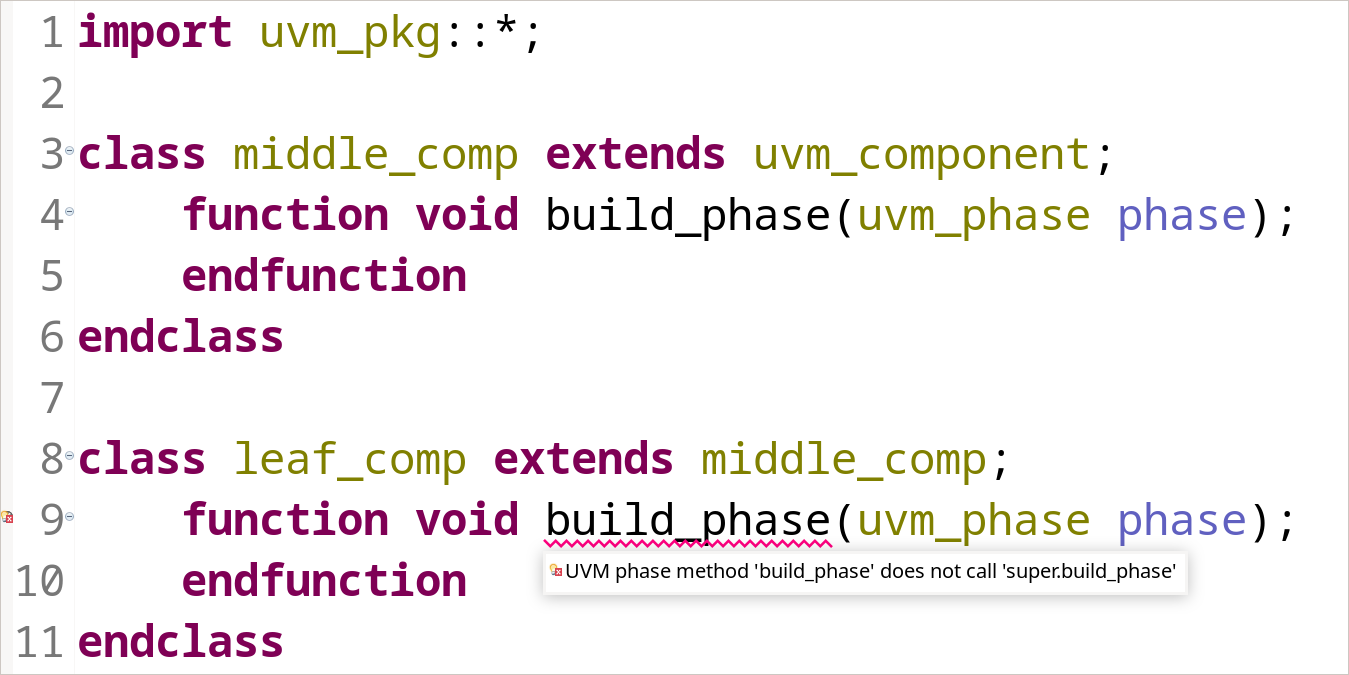 1 import uvm_pkg::*;
2
3 class middle_comp extends uvm_component;
4     function void build_phase(uvm_phase phase);
5     endfunction
6 endclass
7
8 class leaf_comp extends middle_comp;
9     function void build_phase(uvm_phase phase);
UVM phase method 'build_phase' does not call 'super.build_phase'
10     endfunction
11 endclass